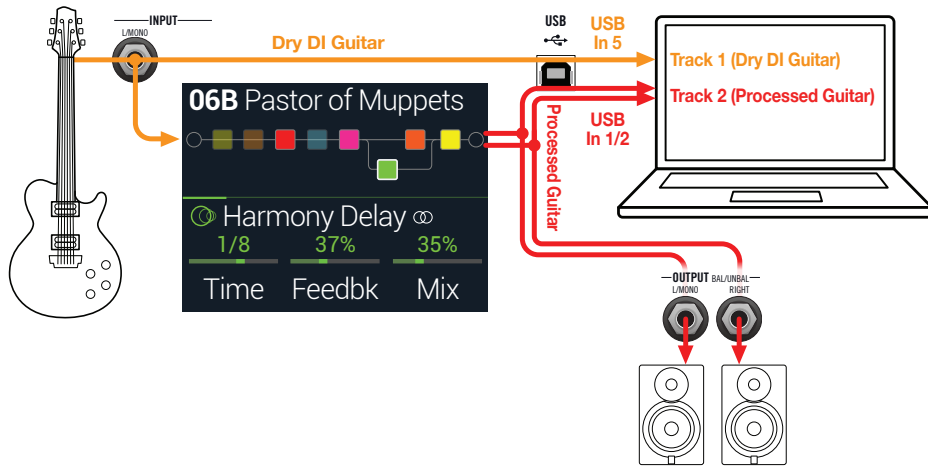 INPUT
L/MONO
Dry DI Guitar
USB
USB
In 5
Track 1 (Dry DI Guitar)
Track 2 (Processed Guitar)
06B Pastor of Muppets
USB
In 1/2
Processed Guitar
Harmony Delay
1/8 37% 35%
Time Feedbk Mix
OUTPUT BAL/UNBAL
L/MONO RIGHT